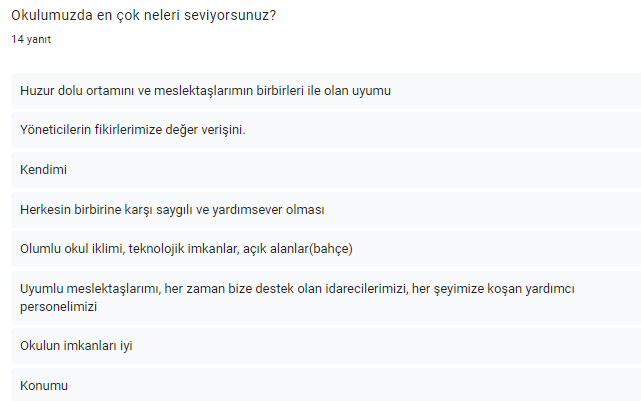 Okulumuzda en çok neleri seviyorsunuz?
14 yanıt
Huzur dolu ortamını ve meslektaşlarımın birbirleri ile olan uyumu
Yöneticilerin fikirlerimize değer verişini.
Kendimi
Herkesin birbirine karşı saygılı ve yardımsever olması
Olumlu okul iklimi, teknolojik imkanlar, açık alanlar(bahçe)
Uyumlu meslektaşlarımı, her zaman bize destek olan idarecilerimizi, her şeyimize koşan yardımcı
personelimizi
Okulun imkanları iyi
Konumu